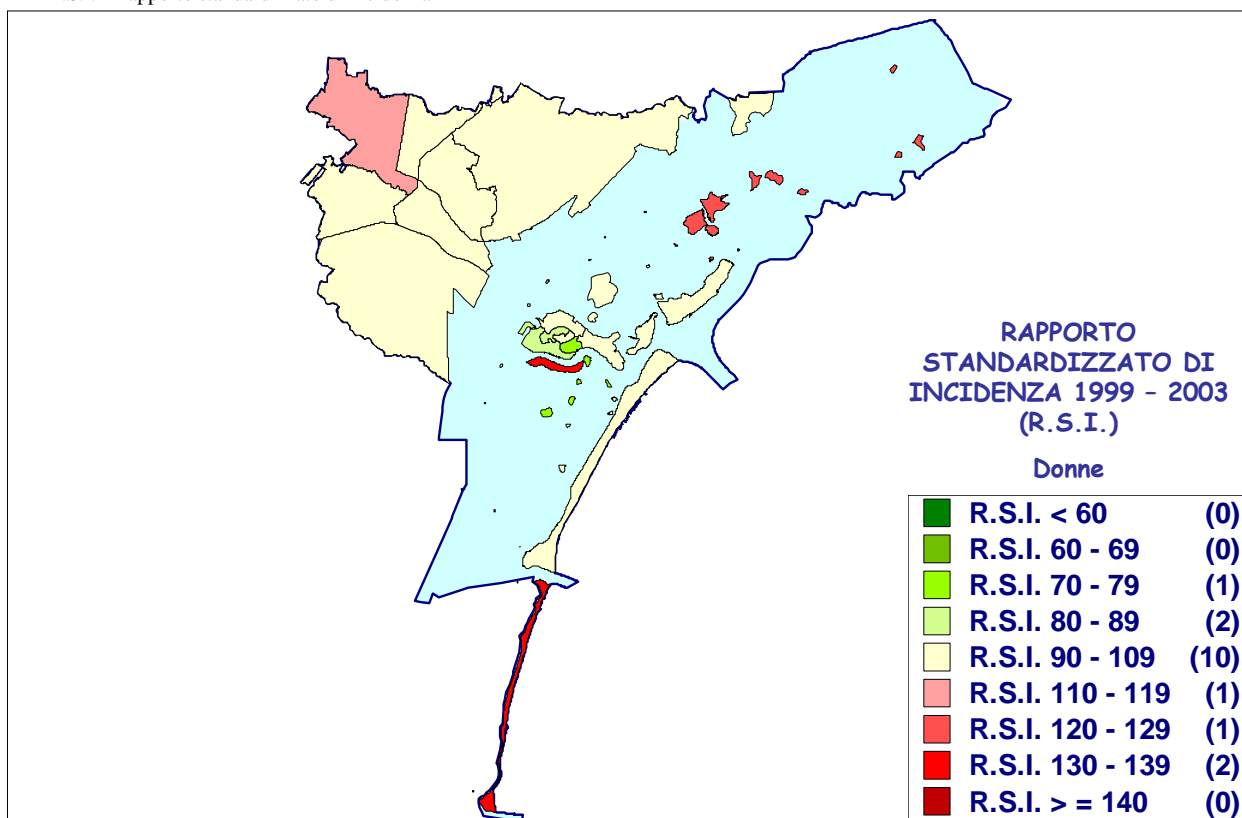 RAPPORTO
STANDARDIZZATO DI
INCIDENZA 1999 – 2003
(R.S.I.)
Donne
R.S.I. < 60 (0)
R.S.I. 60 - 69 (0)
R.S.I. 70 - 79 (1)
R.S.I. 80 - 89 (2)
R.S.I. 90 - 109 (10)
R.S.I. 110 - 119 (1)
R.S.I. 120 - 129 (1)
R.S.I. 130 - 139 (2)
R.S.I. > = 140 (0)